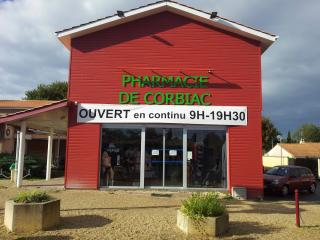 PHARMACIE
DE CORBIAC
OUVERT en continu 9H-19H30